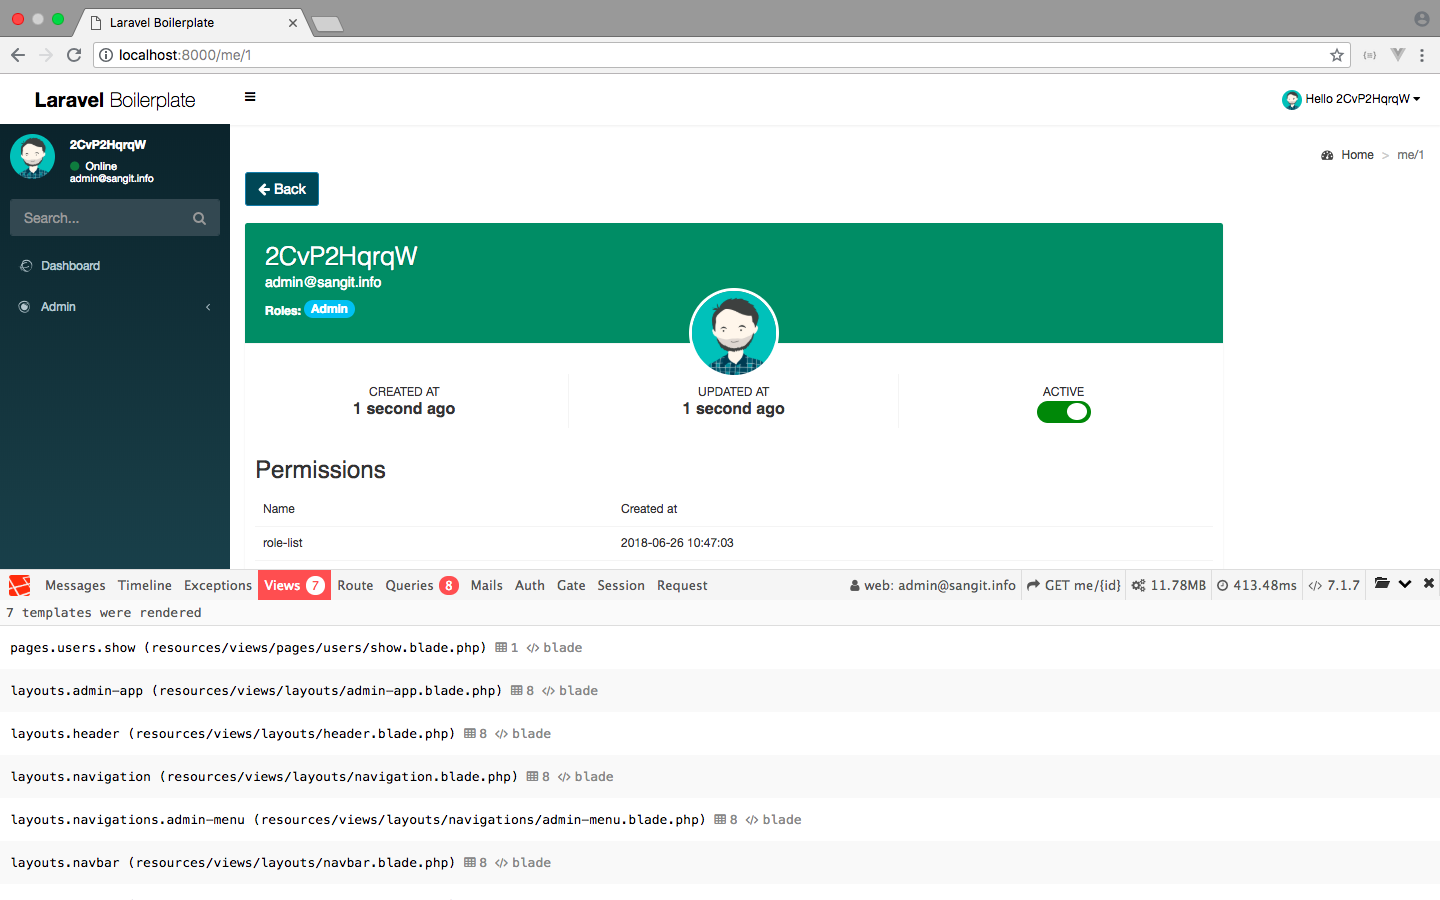 Laravel Boilerplate
localhost:8000/me/1
Laravel Boilerplate
Hello 2CvP2HqrqW
2CvP2HqrqW
Online
admin@sangit.info
Search...
Dashboard
Admin
Home > me/1
Back
2CvP2HqrqW
admin@sangit.info
Roles: Admin
CREATED AT
1 second ago
UPDATED AT
1 second ago
ACTIVE
Permissions
Name Created at
role-list 2018-06-26 10:47:03
Messages Timeline Exceptions Views 7 Route Queries 8 Mails Auth Gate Session Request web: admin@sangit.info GET me/{id} 11.78MB 413.48ms </> 7.1.7
7 templates were rendered
pages.users.show (resources/views/pages/users/show.blade.php) 1 </> blade
layouts.admin-app (resources/views/layouts/admin-app.blade.php) 8 </> blade
layouts.header (resources/views/layouts/header.blade.php) 8 </> blade
layouts.navigation (resources/views/layouts/navigation.blade.php) 8 </> blade
layouts.navigations.admin-menu (resources/views/layouts/navigations/admin-menu.blade.php) 8 </> blade
layouts.navbar (resources/views/layouts/navbar.blade.php) 8 </> blade